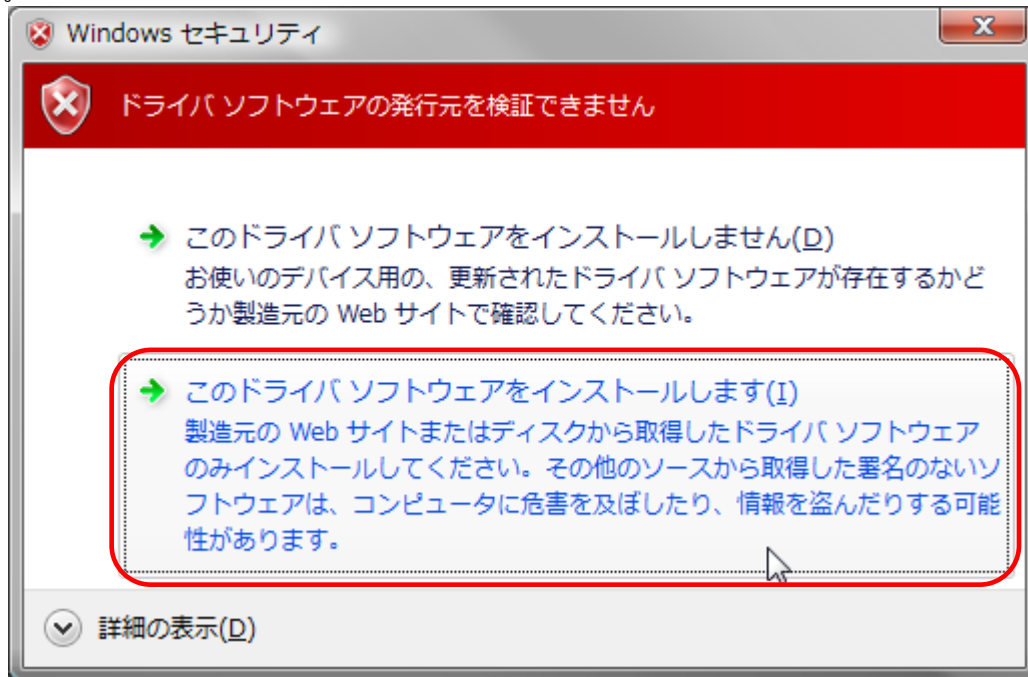 Windows セキュリティ
ドライバ ソフトウェアの発行元を検証できません
このドライバ ソフトウェアをインストールしません(D)
お使いのデバイス用の、更新されたドライバ ソフトウェアが存在するかど
うか製造元の Web サイトで確認してください。
このドライバ ソフトウェアをインストールします(I)
製造元の Web サイトまたはディスクから取得したドライバ ソフトウェア
のみインストールしてください。その他のソースから取得した署名のないソ
フトウェアは、コンピュータに危害を及ぼしたり、情報を盗んだりする可能
性があります。
詳細の表示(D)